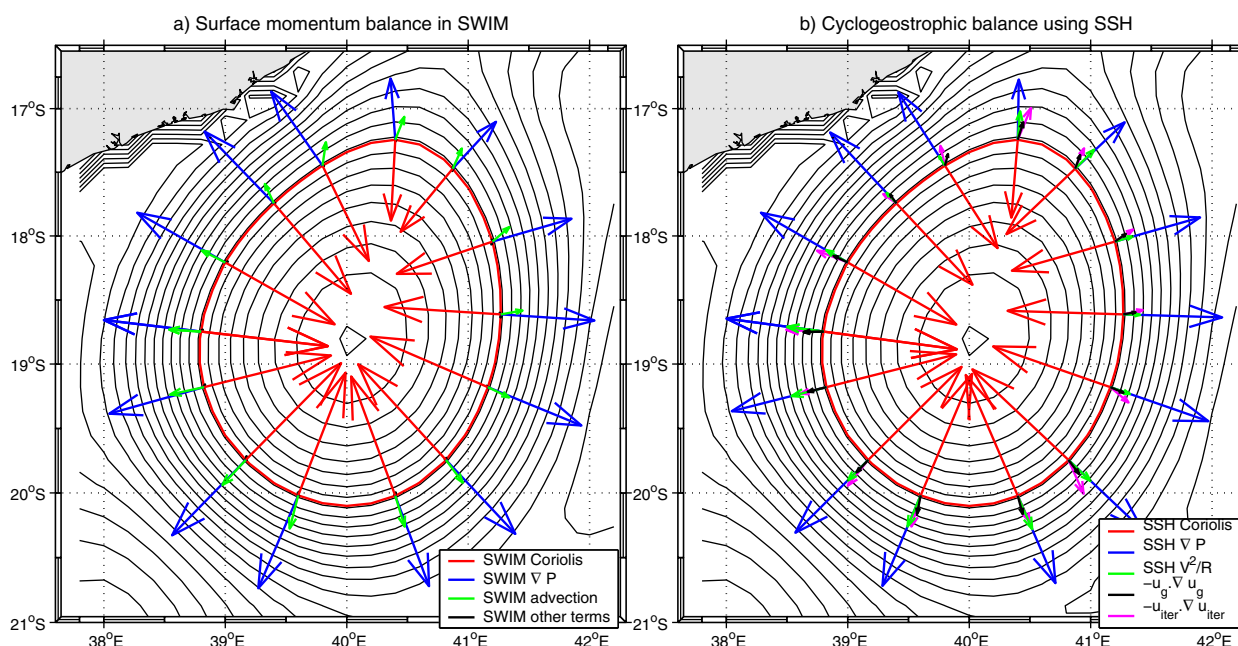 a) Surface momentum balance in SWIM
17°S
18°S
19°S
20°S
21°S
38°E
39°E
40°E
41°E
42°E
SWIM Coriolis
SWIM ∇ P
SWIM advection
SWIM other terms
b) Cyclogeostrophic balance using SSH
17°S
18°S
19°S
20°S
21°S
38°E
39°E
40°E
41°E
42°E
SSH Coriolis
SSH ∇ P
SSH V²/R
−u_g.∇ u_g
−u_iter.∇ u_iter